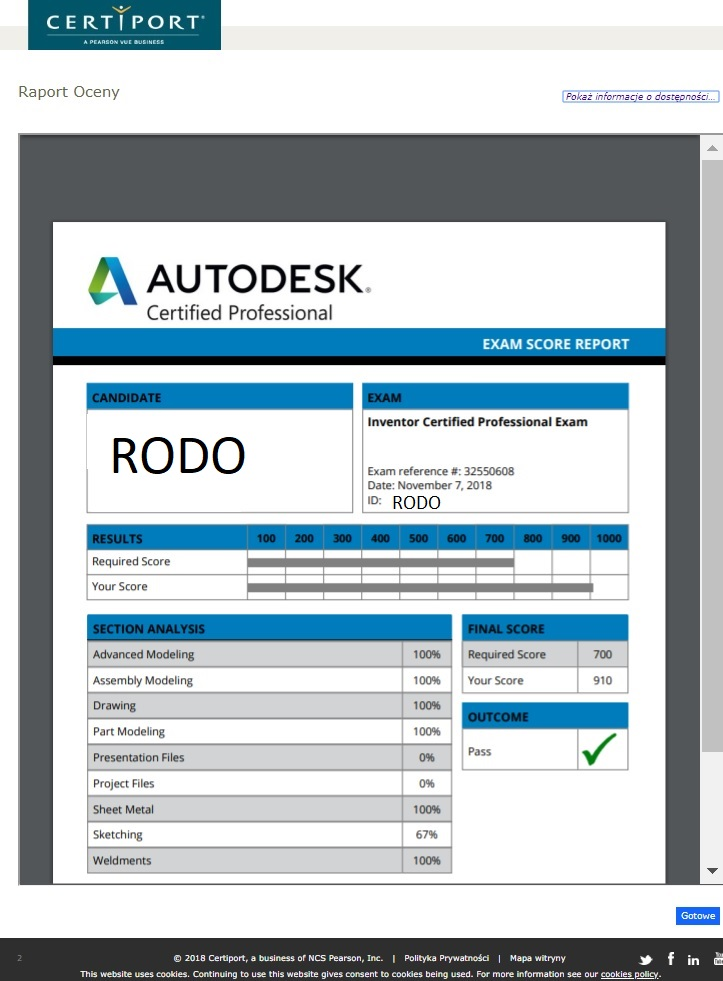 CERTIPORT
A PEARSON VUE BUSINESS
Raport Oceny
Pokaż informacje o dostępności...
AUTODESK®
Certified Professional
EXAM SCORE REPORT
CANDIDATE
RODO
EXAM
Inventor Certified Professional Exam
Exam reference #: 32550608
Date: November 7, 2018
ID: RODO
RESULTS 100 200 300 400 500 600 700 800 900 1000
Required Score
Your Score
SECTION ANALYSIS
Advanced Modeling 100%
Assembly Modeling 100%
Drawing 100%
Part Modeling 100%
Presentation Files 0%
Project Files 0%
Sheet Metal 100%
Sketching 67%
Weldments 100%
FINAL SCORE
Required Score 700
Your Score 910
OUTCOME
Pass
Gotowe
2
© 2018 Certiport, a business of NCS Pearson, Inc. | Polityka Prywatności | Mapa witryny
This website uses cookies. Continuing to use this website gives consent to cookies being used. For more information see our cookies policy.